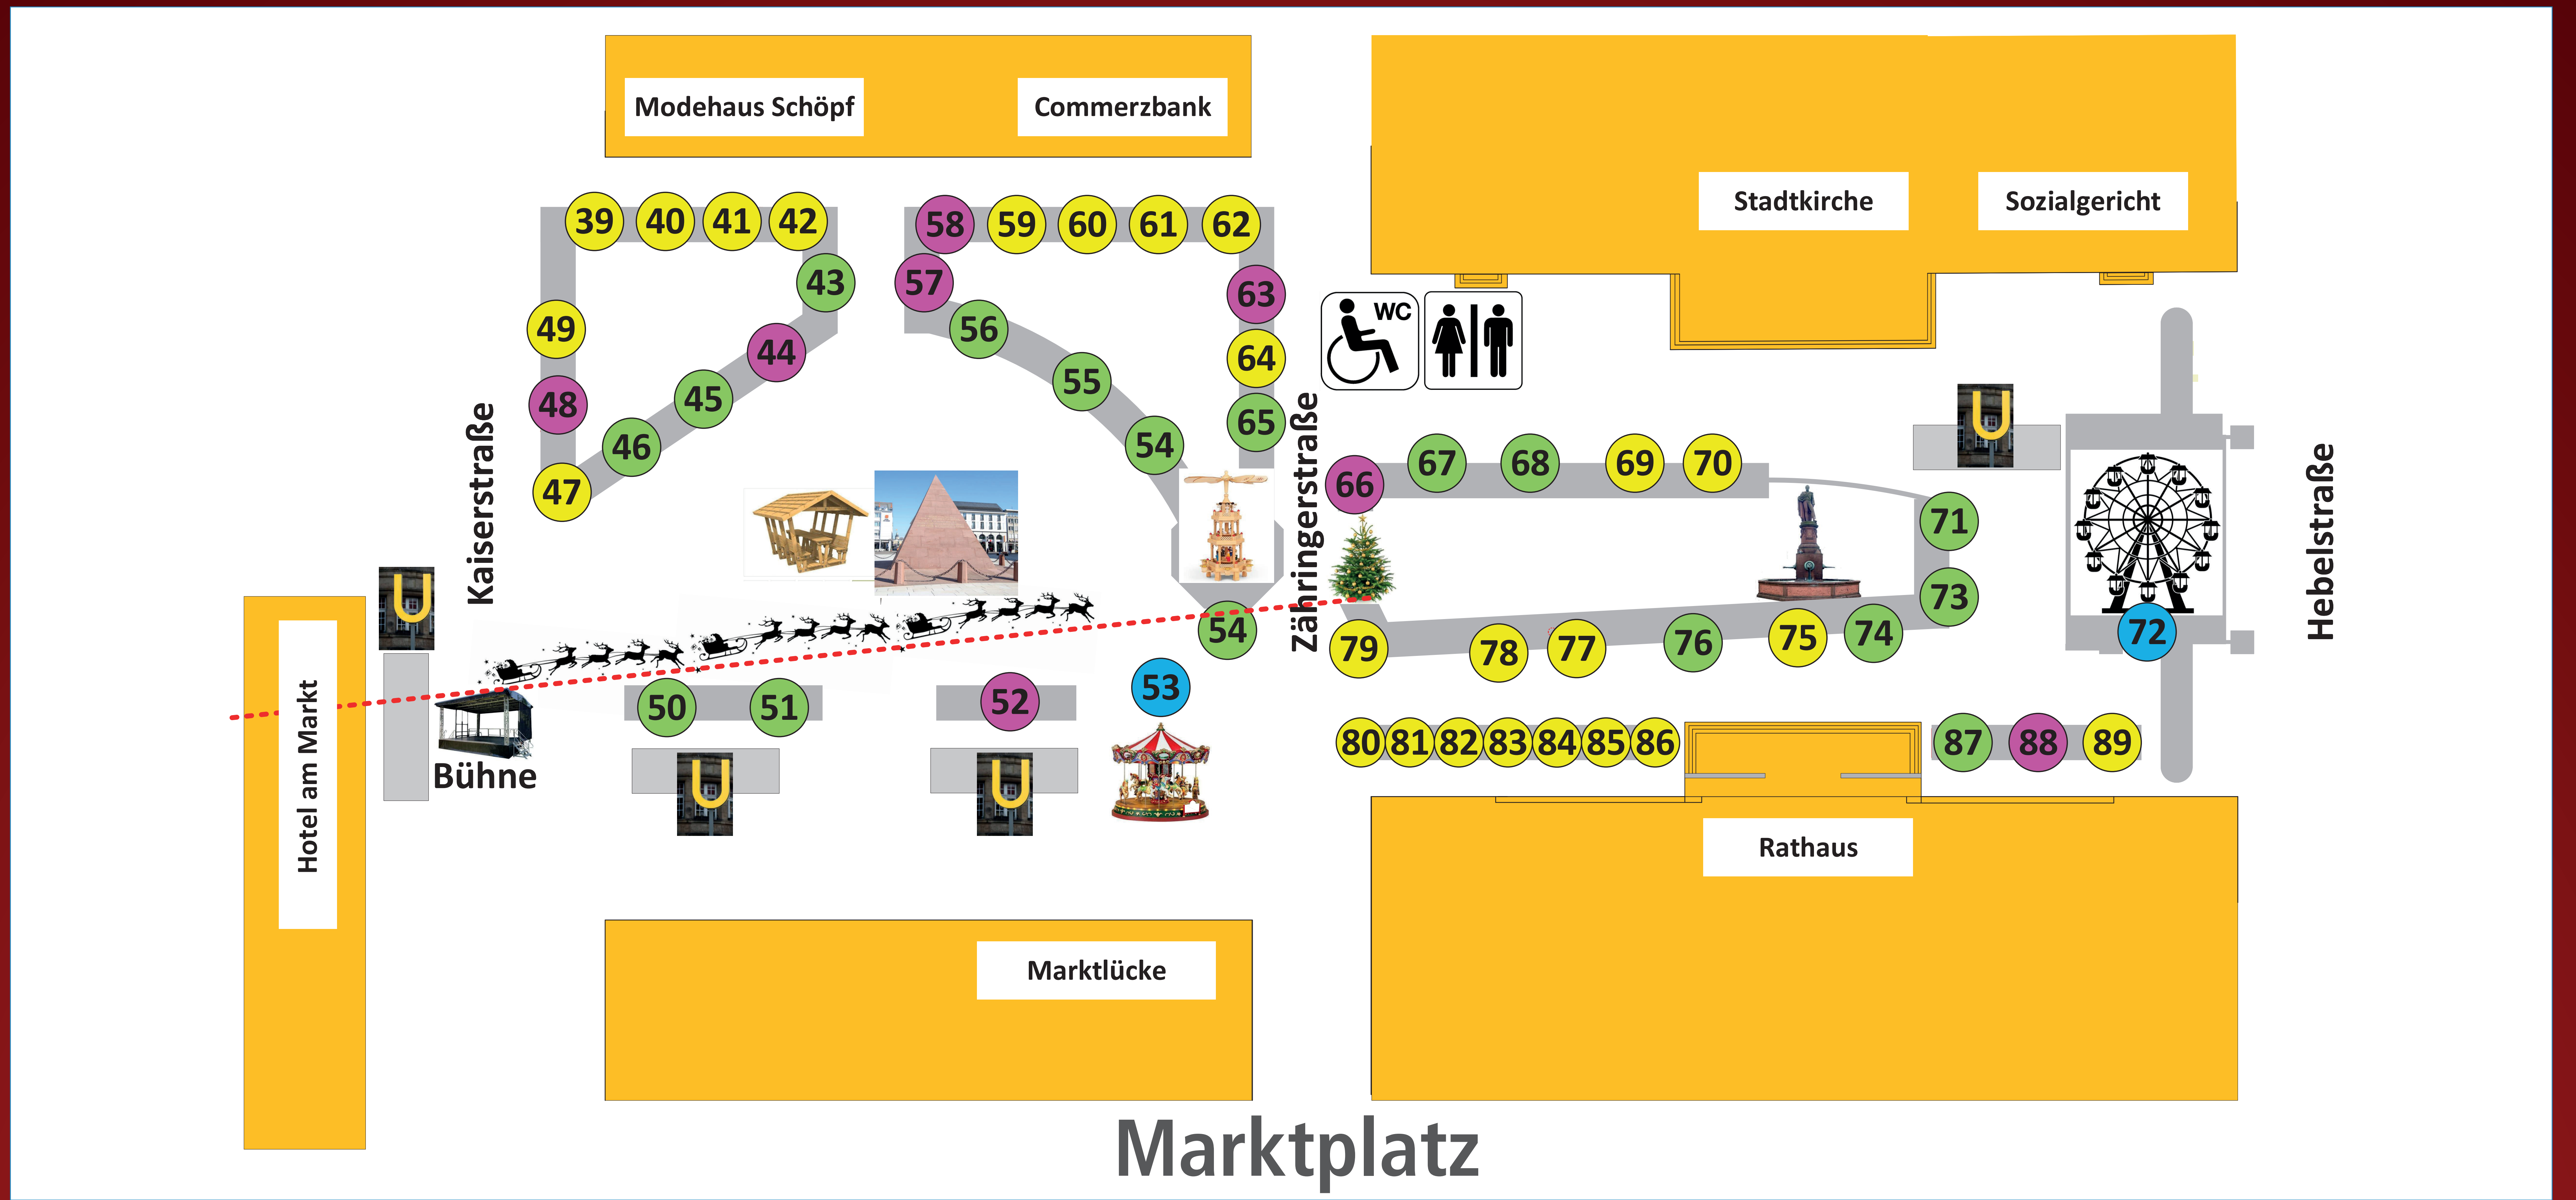 Modehaus Schöpf
Commerzbank
Stadtkirche
Sozialgericht
39 40 41 42
43
44
45
46
47
48
49
58 59 60 61 62
57
56
55
54
63
64
65
WC
Kaiserstraße
Zähringerstraße
Hebelstraße
66 67 68 69 70
71
73
72
U
U
54
79 78 77 76 75 74
50 51
52
53
80 81 82 83 84 85 86
87 88 89
Bühne
U
U
Hotel am Markt
Rathaus
Marktlücke
Marktplatz